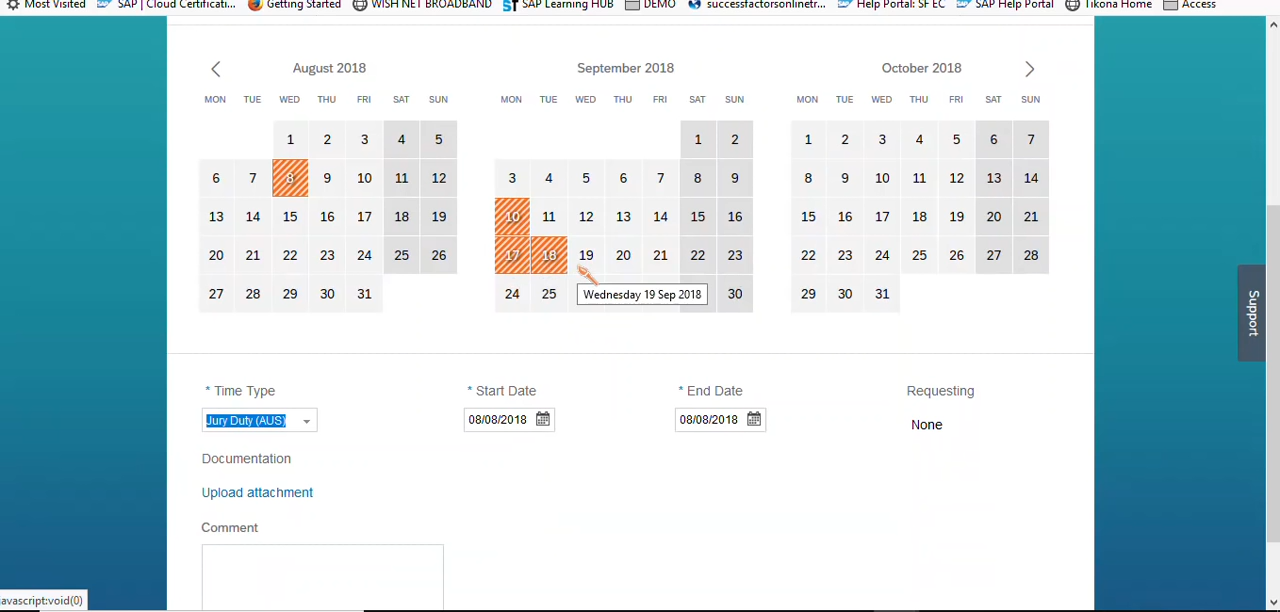 Most Visited SAP | Cloud Certificati... Getting Started WISH NET BROADBAND SAP Learning HUB DEMO successfactorsonlinetr... Help Portal: SF EC SAP Help Portal Tikona Home Access
August 2018 September 2018 October 2018
MON TUE WED THU FRI SAT SUN MON TUE WED THU FRI SAT SUN MON TUE WED THU FRI SAT SUN
1 2 3 4 5 1 2 1 2 3 4 5 6 7
6 7 8 9 10 11 12 3 4 5 6 7 8 9 8 9 10 11 12 13 14
13 14 15 16 17 18 19 10 11 12 13 14 15 16 15 16 17 18 19 20 21
20 21 22 23 24 25 26 17 18 19 20 21 22 23 22 23 24 25 26 27 28
27 28 29 30 31 24 25 Wednesday 19 Sep 2018 30 29 30 31
Support
* Time Type * Start Date * End Date Requesting
Jury Duty (AUS) 08/08/2018 08/08/2018 None
Documentation
Upload attachment
Comment
avascript:void(0)